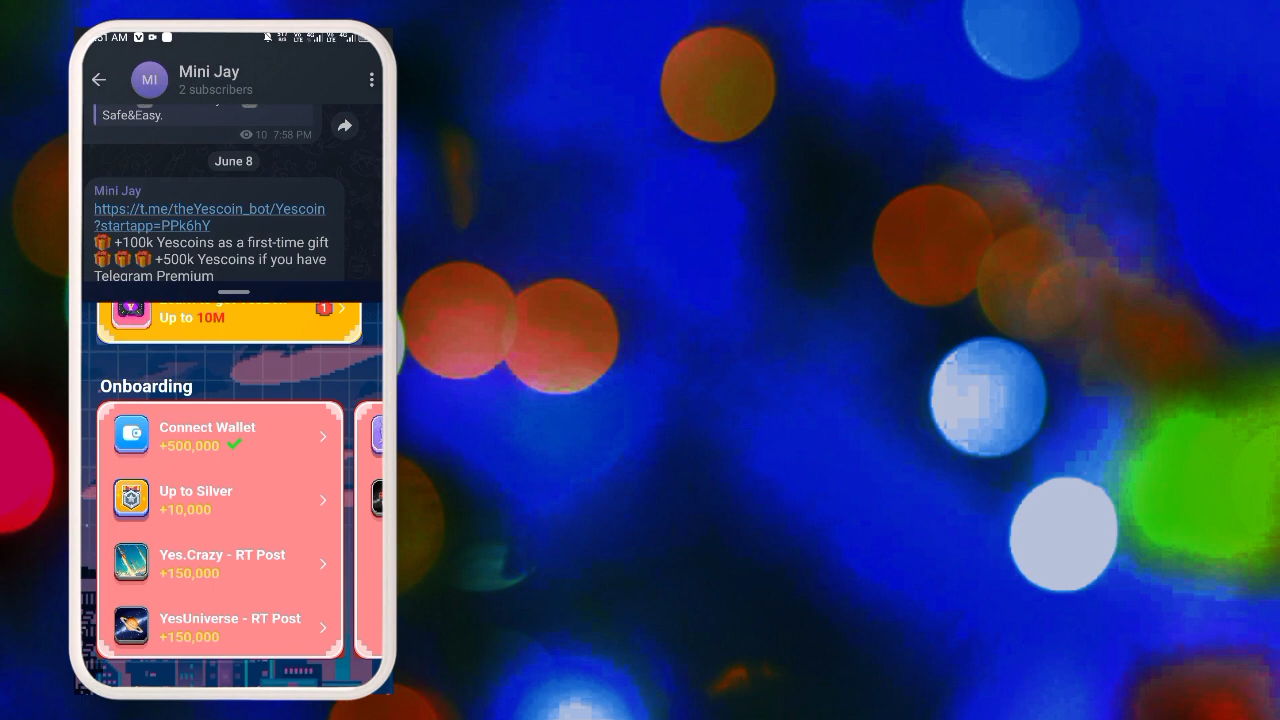 :31 AM
Mini Jay
2 subscribers
Safe&Easy.
10 7:58 PM
June 8
Mini Jay
https://t.me/theYescoin_bot/Yescoin
?startapp=PPk6hY
+100k Yescoins as a first-time gift
+500k Yescoins if you have
Telegram Premium
Up to 10M
1
Onboarding
Connect Wallet
+500,000
Up to Silver
+10,000
Yes.Crazy - RT Post
+150,000
YesUniverse - RT Post
+150,000